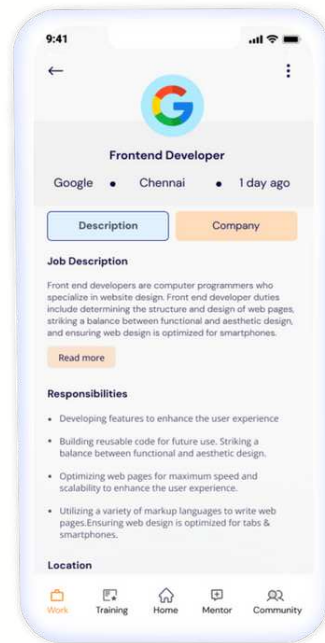 9:41
Frontend Developer
Google • Chennai • 1 day ago
Description Company
Job Description
Front end developers are computer programmers who
specialize in website design. Front end developer duties
include determining the structure and design of web pages,
striking a balance between functional and aesthetic design,
and ensuring web design is optimized for smartphones.
Read more
Responsibilities
• Developing features to enhance the user experience
• Building reusable code for future use. Striking a
balance between functional and aesthetic design.
• Optimizing web pages for maximum speed and
scalability to enhance the user experience.
• Utilizing a variety of markup languages to write web
pages.Ensuring web design is optimized for tabs &
smartphones.
Location
Work Training Home Mentor Community